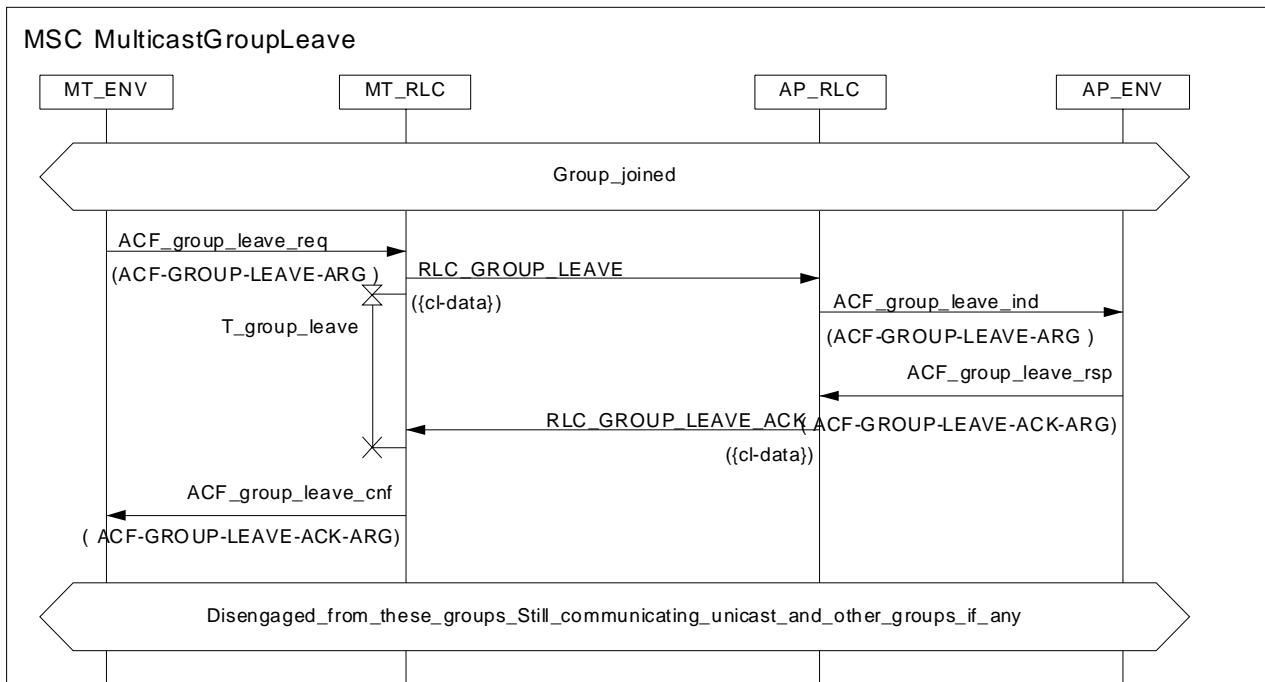 MSC MulticastGroupLeave
MT_ENV
MT_RLC
AP_RLC
AP_ENV
Group_joined
ACF_group_leave_req
(ACF-GROUP-LEAVE-ARG )
RLC_GROUP_LEAVE
({cl-data})
T_group_leave
ACF_group_leave_ind
(ACF-GROUP-LEAVE-ARG )
ACF_group_leave_rsp
( ACF-GROUP-LEAVE-ACK-ARG)
RLC_GROUP_LEAVE_ACK
({cl-data})
ACF_group_leave_cnf
( ACF-GROUP-LEAVE-ACK-ARG)
Disengaged_from_these_groups_Still_communicating_unicast_and_other_groups_if_any